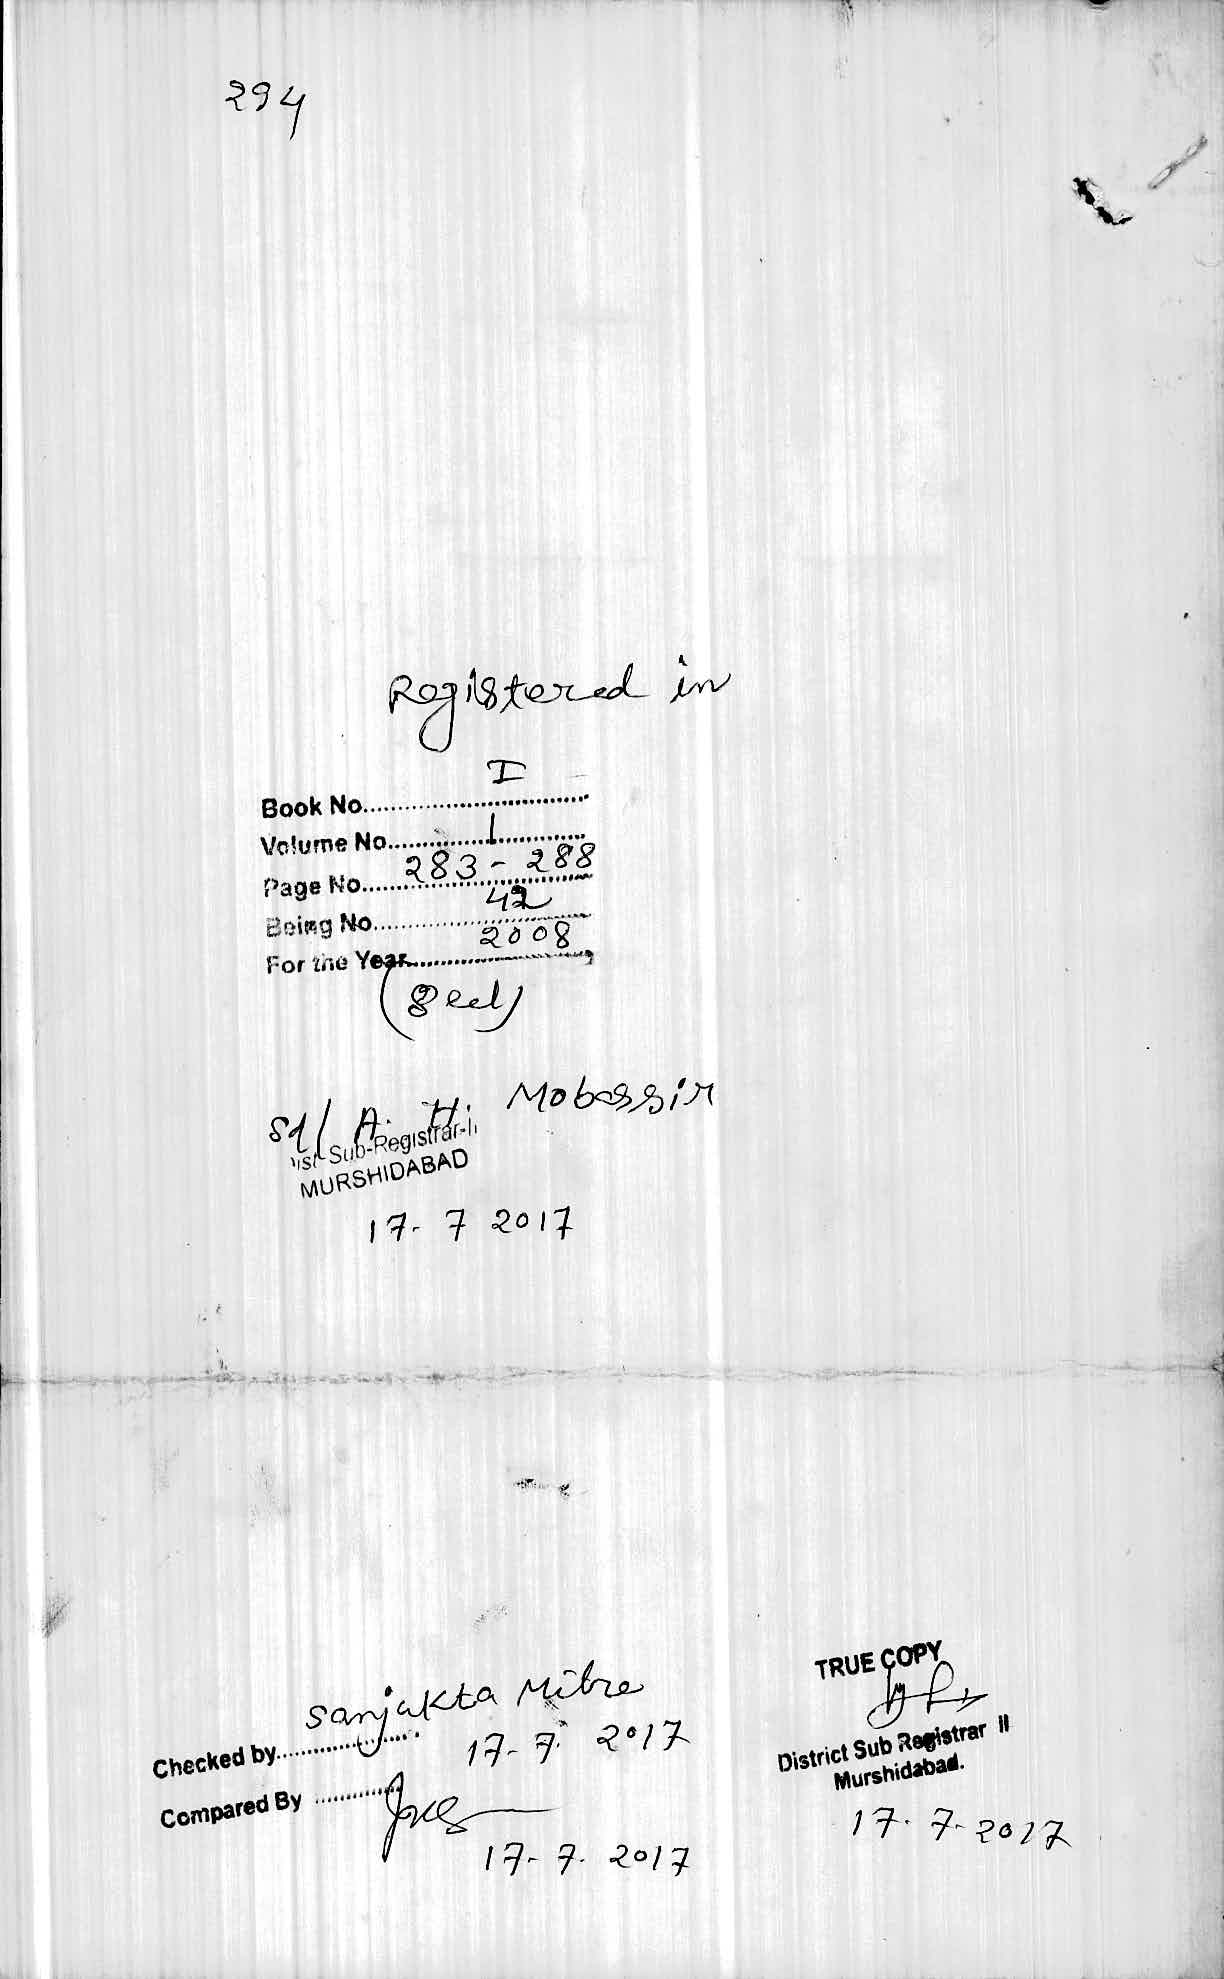 294
Registered in
Book No. I
Volume No. 1
Page No. 283 - 288
Being No. 42
For the Year 2008
(Seal)
Sd/ A. H. Mobassir
Dist Sub-Registrar-II
MURSHIDABAD
17-7 2017
TRUE COPY
District Sub Registrar II
Murshidabad.
17.7.2017
Checked by Sanjukta Mitra
17-7. 2017
Compared By
17-7. 2017